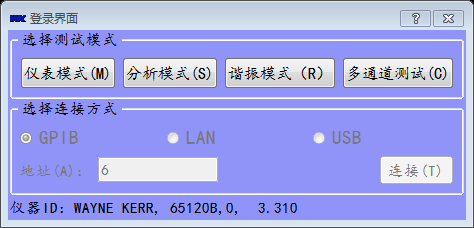 登录界面
选择测试模式
仪表模式(M) 分析模式(S) 谐振模式(R) 多通道测试(C)
选择连接方式
GPIB LAN USB
地址(A): 6 连接(T)
仪器ID: WAYNE KERR, 65120B,0, 3.310